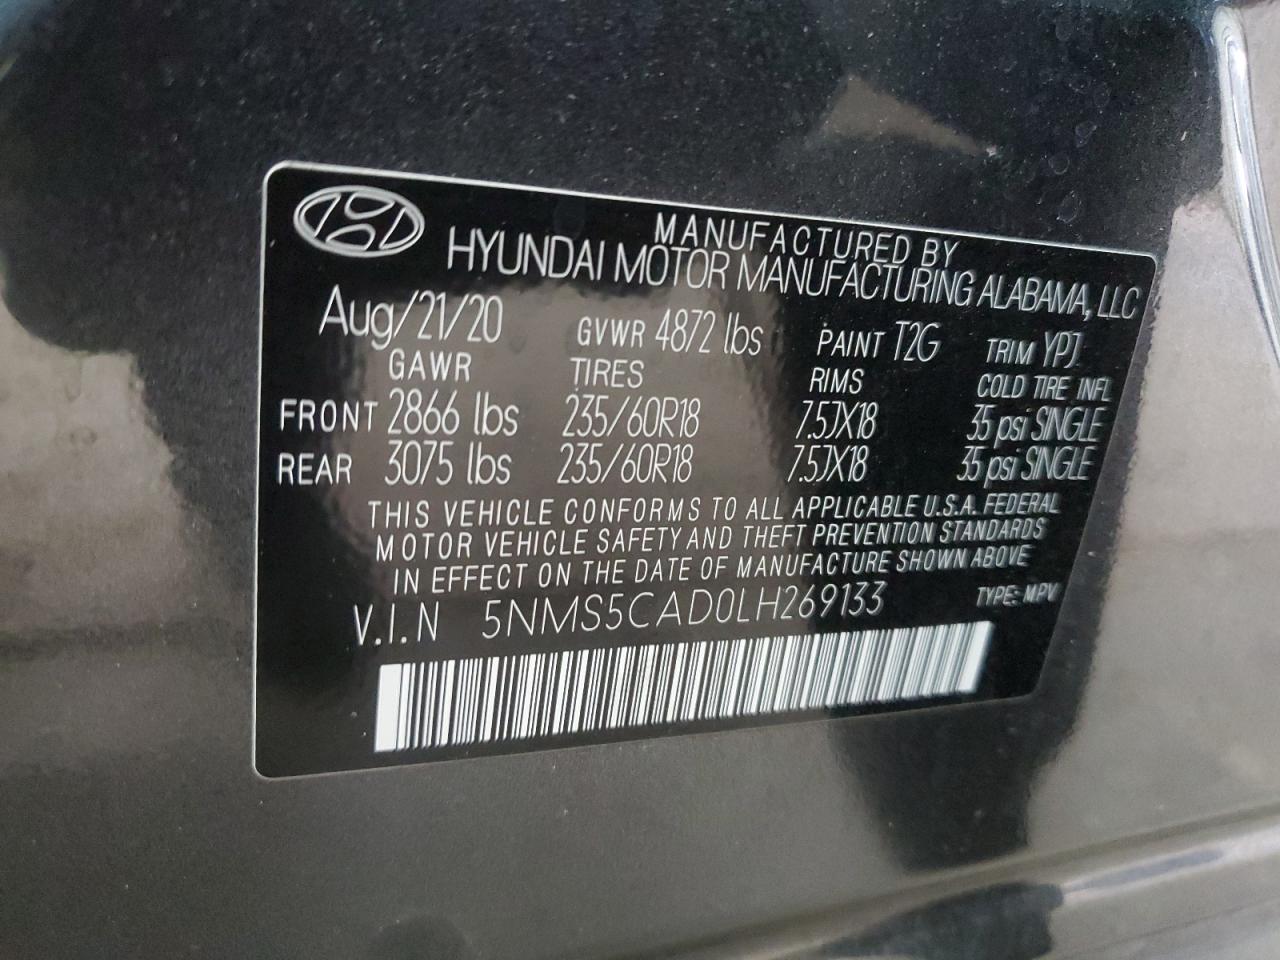 MANUFACTURED BY
HYUNDAI MOTOR MANUFACTURING ALABAMA, LLC
Aug/21/20 GVWR 4872 lbs PAINT T2G TRIM YPJ
GAWR TIRES RIMS COLD TIRE INFL
FRONT 2866 lbs 235/60R18 7.5JX18 35 psi SINGLE
REAR 3075 lbs 235/60R18 7.5JX18 35 psi SINGLE
THIS VEHICLE CONFORMS TO ALL APPLICABLE U.S.A. FEDERAL
MOTOR VEHICLE SAFETY AND THEFT PREVENTION STANDARDS
IN EFFECT ON THE DATE OF MANUFACTURE SHOWN ABOVE
V.I.N 5NMS5CAD0LH269133 TYPE: MPV